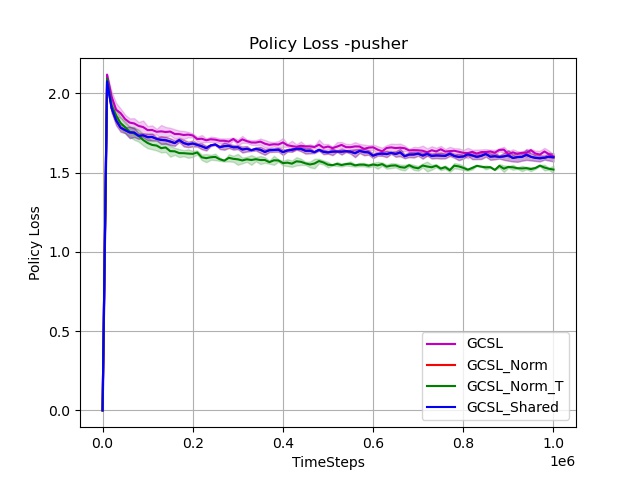 Policy Loss -pusher
Policy Loss
2.0
1.5
1.0
0.5
0.0
GCSL
GCSL_Norm
GCSL_Norm_T
GCSL_Shared
0.0 0.2 0.4 0.6 0.8 1.0
TimeSteps
1e6